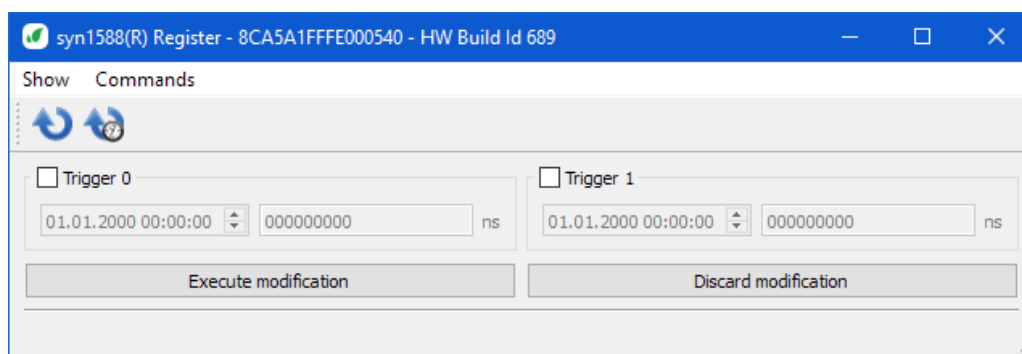 syn1588(R) Register - 8CA5A1FFFE000540 - HW Build Id 689
Show Commands
Trigger 0 Trigger 1
01.01.2000 00:00:00 000000000 ns 01.01.2000 00:00:00 000000000 ns
Execute modification Discard modification